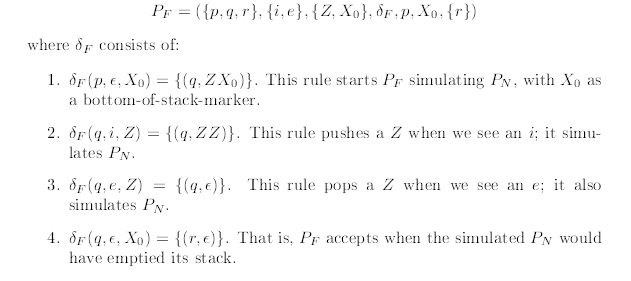 P_F = ({p, q, r}, {i, e}, {Z, X_0}, δ_F, p, X_0, {r})
where δ_F consists of:
1. δ_F(p, ϵ, X_0) = {(q, ZX_0)}. This rule starts P_F simulating P_N, with X_0 as
a bottom-of-stack-marker.
2. δ_F(q, i, Z) = {(q, ZZ)}. This rule pushes a Z when we see an i; it simu-
lates P_N.
3. δ_F(q, e, Z) = {(q, ϵ)}. This rule pops a Z when we see an e; it also
simulates P_N.
4. δ_F(q, ϵ, X_0) = {(r, ϵ)}. That is, P_F accepts when the simulated P_N would
have emptied its stack.